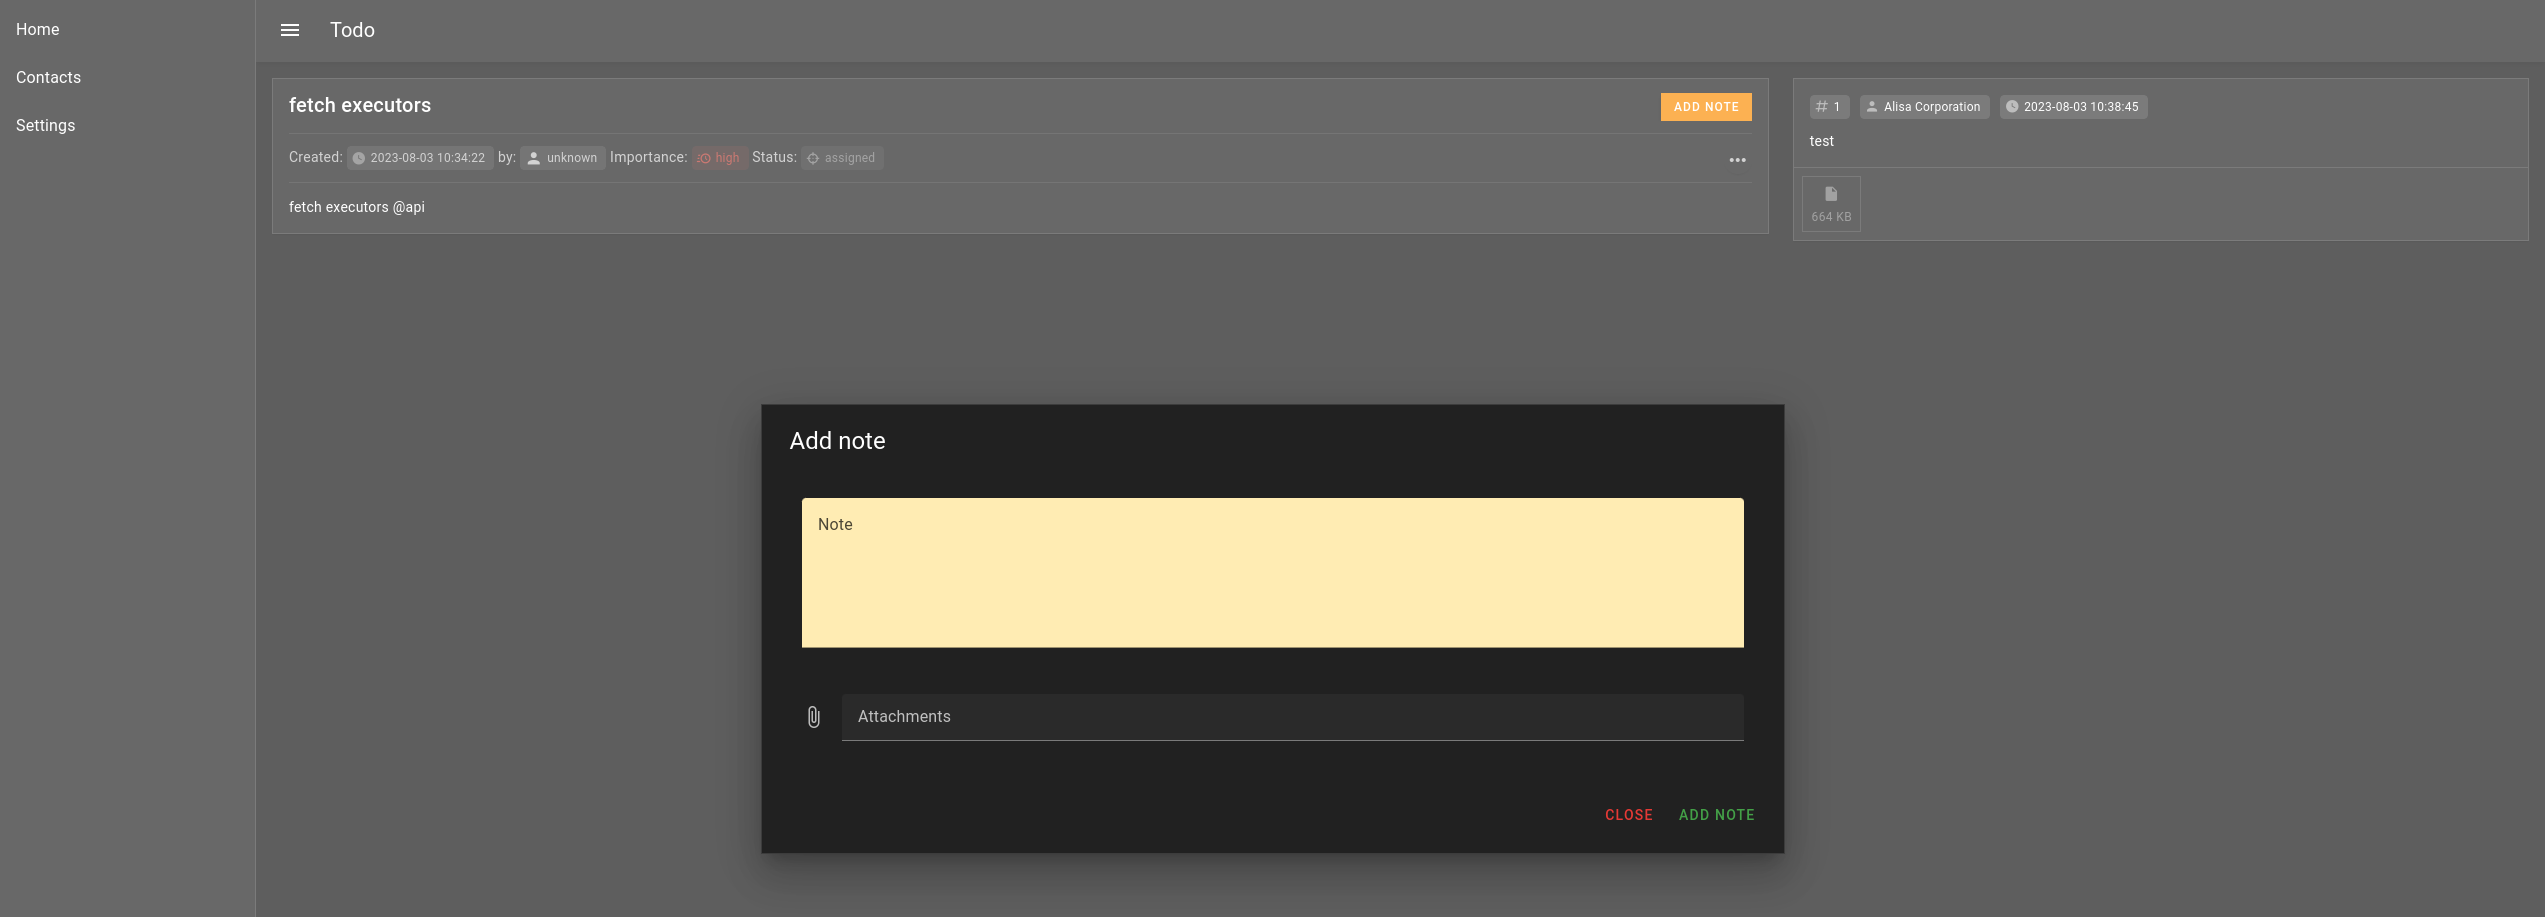 Home
Contacts
Settings
Todo
fetch executors
ADD NOTE
Created: 2023-08-03 10:34:22 by: unknown Importance: high Status: assigned
fetch executors @api
1 Alisa Corporation 2023-08-03 10:38:45
test
664 KB
Add note
Note
Attachments
CLOSE ADD NOTE